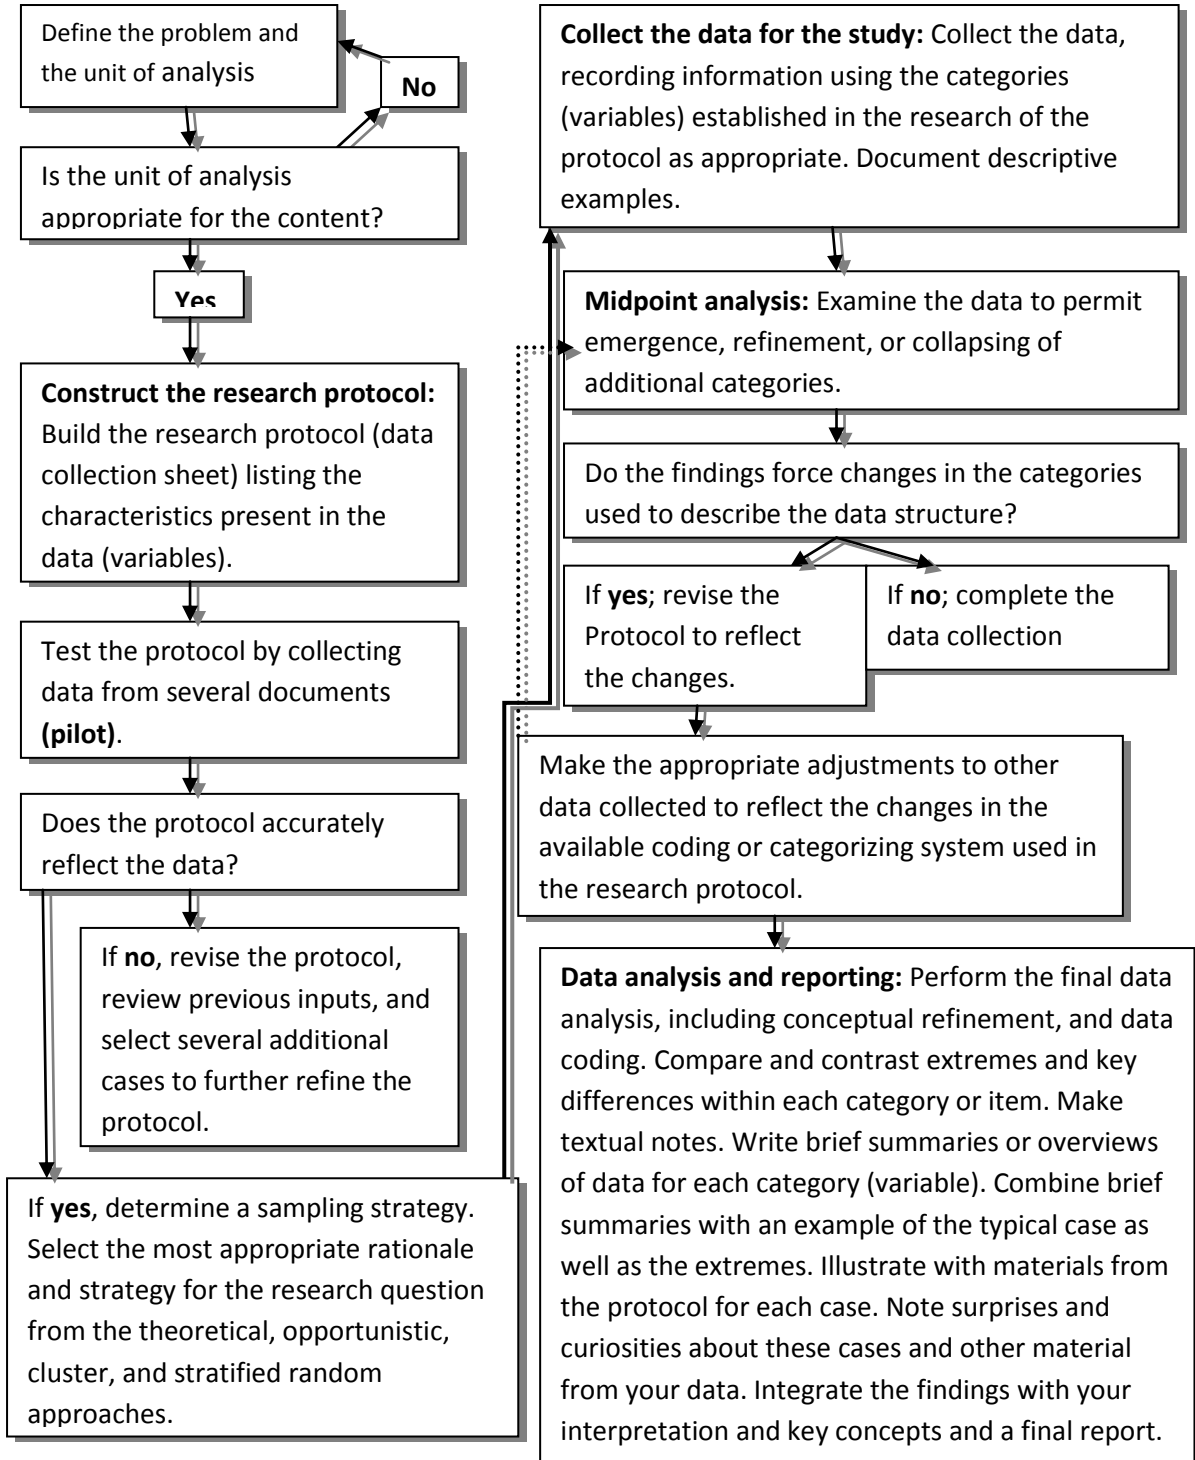 Define the problem and
the unit of analysis
No
Is the unit of analysis
appropriate for the content?
Yes
Construct the research protocol:
Build the research protocol (data
collection sheet) listing the
characteristics present in the
data (variables).
Test the protocol by collecting
data from several documents
(pilot).
Does the protocol accurately
reflect the data?
If no, revise the protocol,
review previous inputs, and
select several additional
cases to further refine the
protocol.
If yes, determine a sampling strategy.
Select the most appropriate rationale
and strategy for the research question
from the theoretical, opportunistic,
cluster, and stratified random
approaches.
Collect the data for the study: Collect the data,
recording information using the categories
(variables) established in the research of the
protocol as appropriate. Document descriptive
examples.
Midpoint analysis: Examine the data to permit
emergence, refinement, or collapsing of
additional categories.
Do the findings force changes in the categories
used to describe the data structure?
If yes; revise the
Protocol to reflect
the changes.
If no; complete the
data collection
Make the appropriate adjustments to other
data collected to reflect the changes in the
available coding or categorizing system used in
the research protocol.
Data analysis and reporting: Perform the final data
analysis, including conceptual refinement, and data
coding. Compare and contrast extremes and key
differences within each category or item. Make
textual notes. Write brief summaries or overviews
of data for each category (variable). Combine brief
summaries with an example of the typical case as
well as the extremes. Illustrate with materials from
the protocol for each case. Note surprises and
curiosities about these cases and other material
from your data. Integrate the findings with your
interpretation and key concepts and a final report.